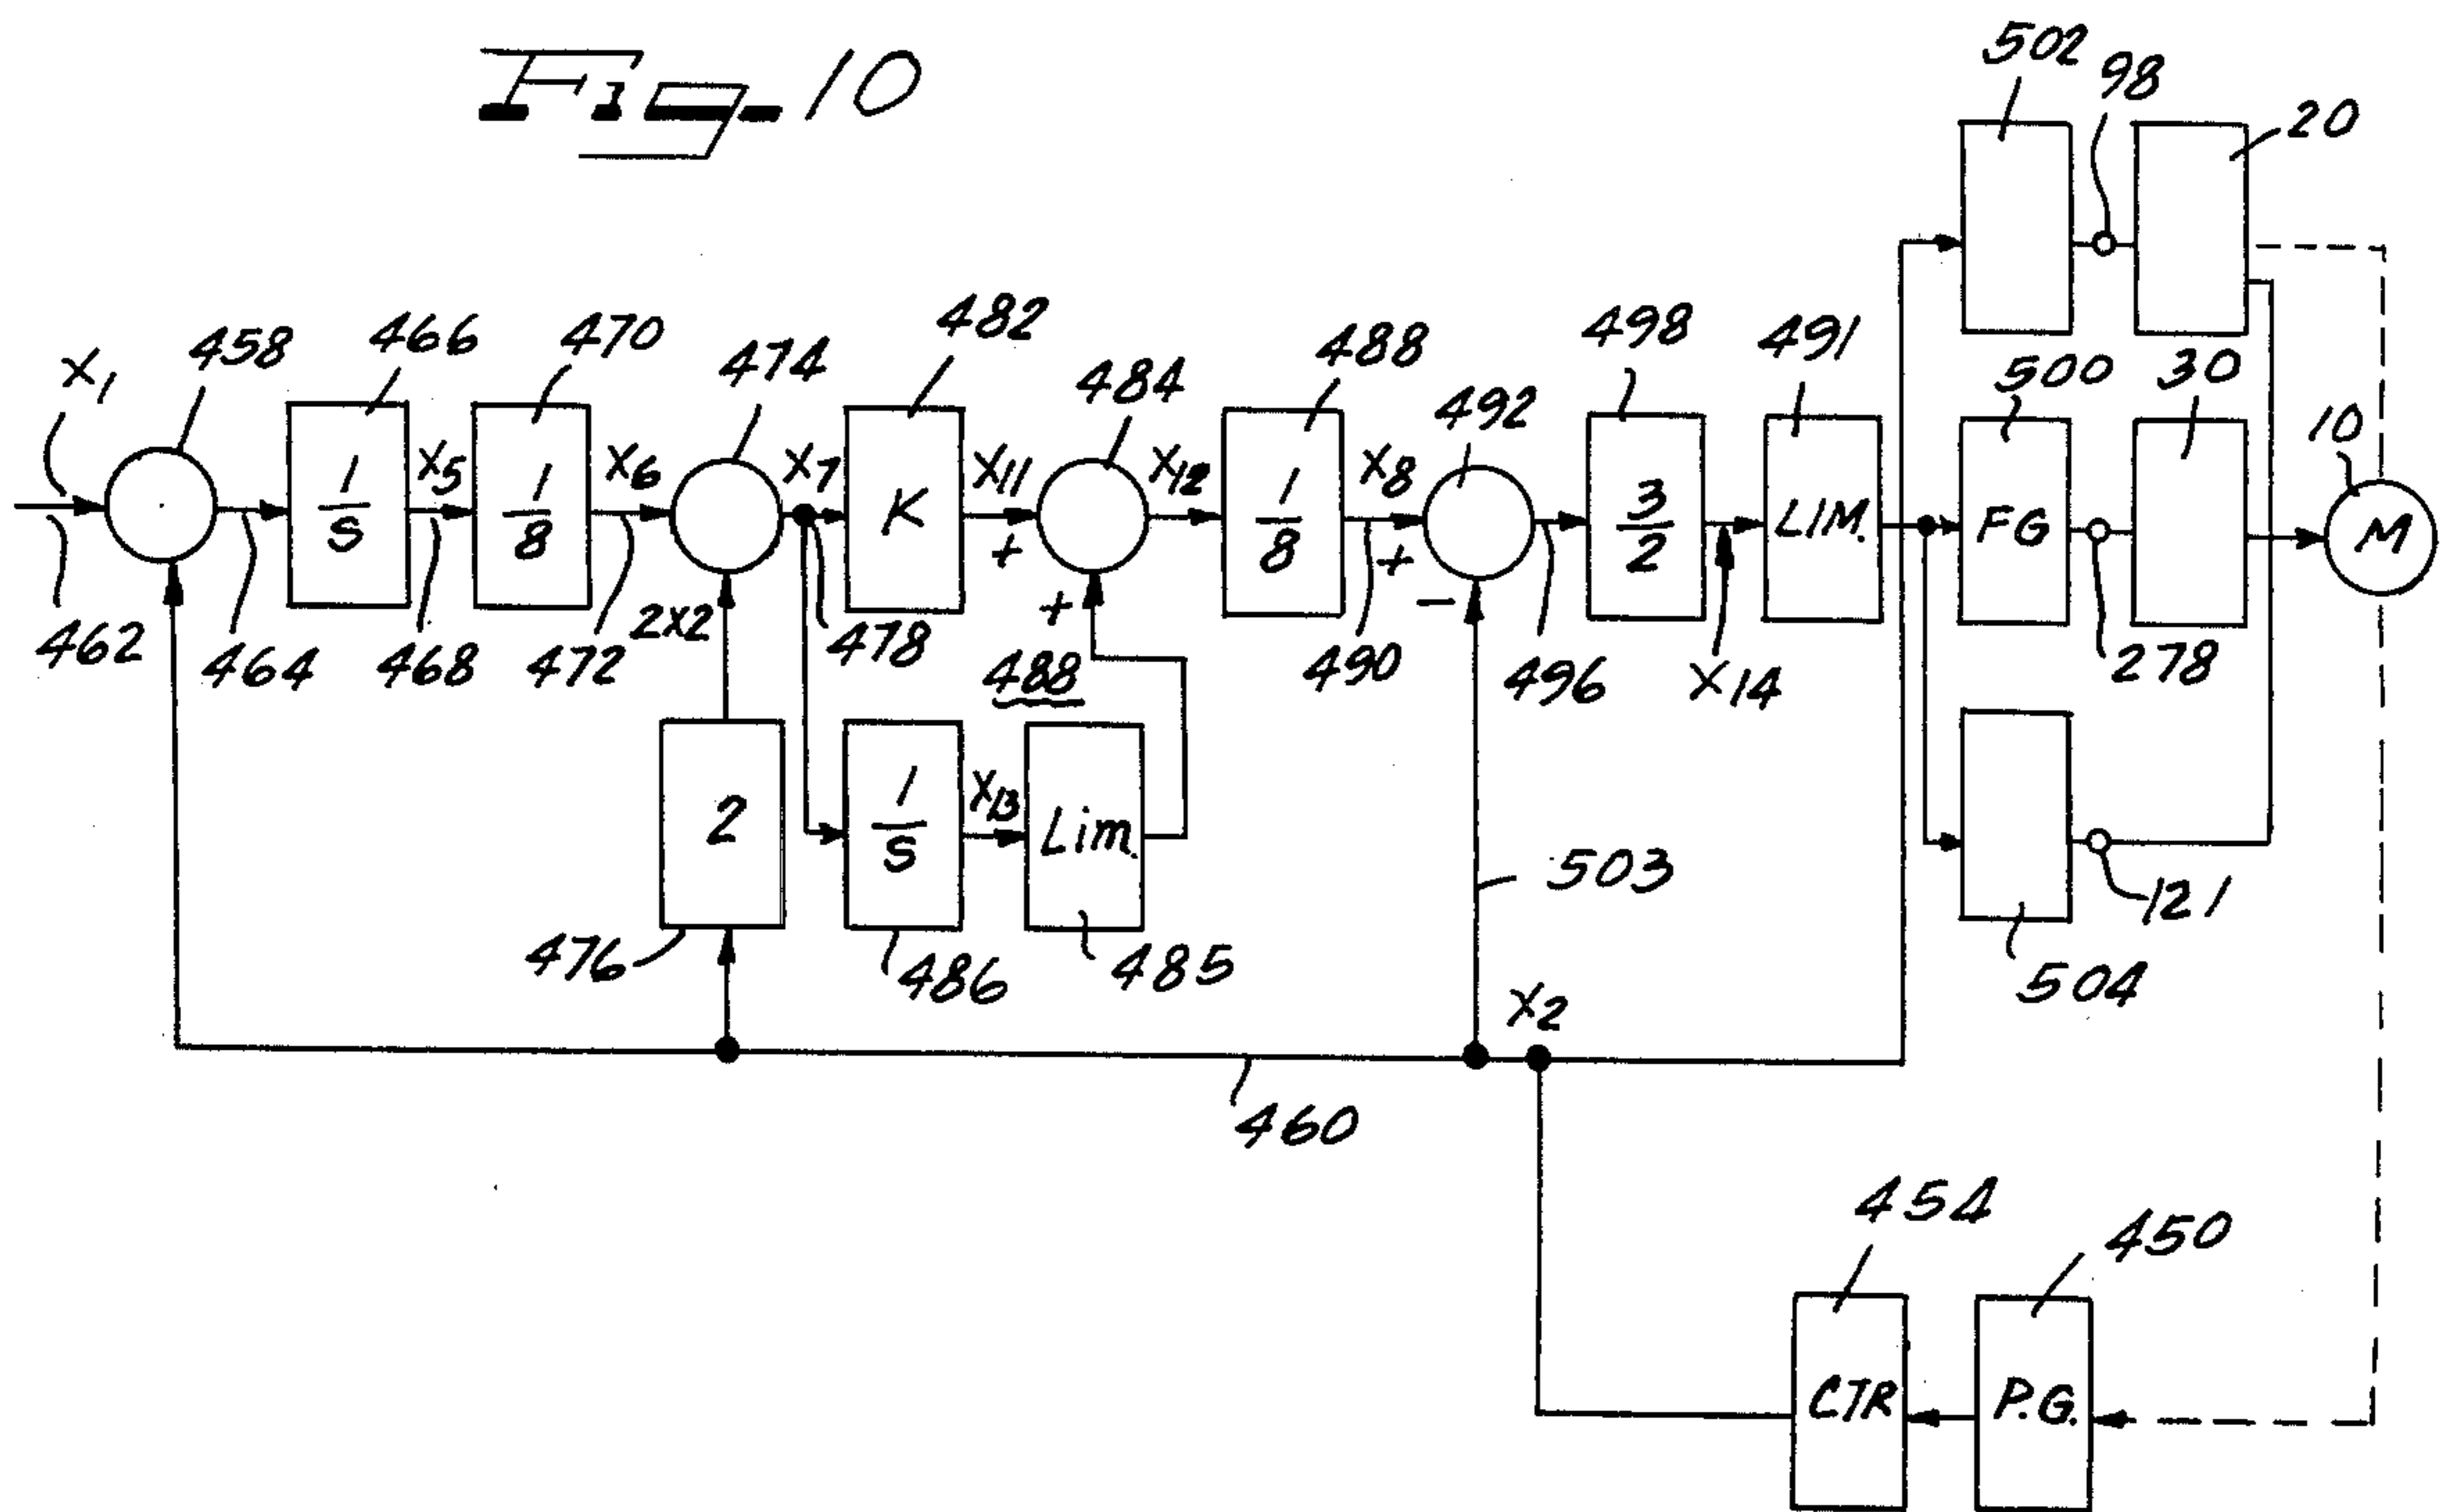 Fig-10
502
98
20
x1
458
466
470
474
482
484
488
492
498
491
500
30
10
1/s
x5
1/8
x6
x7
K
x11
x12
1/8
x8
3/2
LIM.
FG
M
+
+
+
-
462
464
468
472
2x2
478
488
490
496
x14
278
2
1/s
x13
Lim.
503
121
476
486
485
504
x2
460
454
450
CTR
P.G.